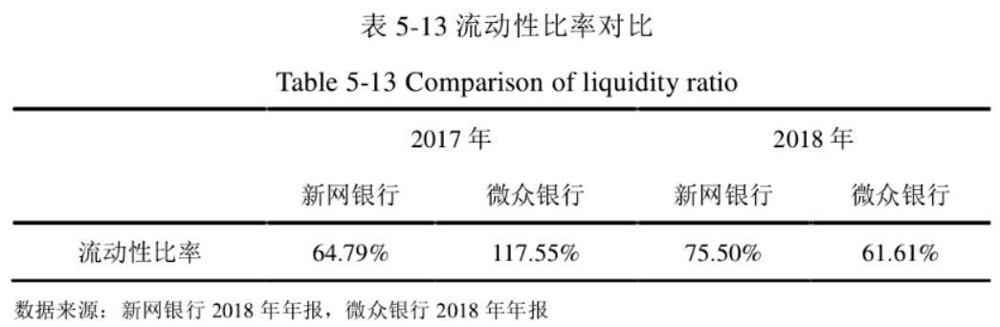 表 5-13 流动性比率对比
Table 5-13 Comparison of liquidity ratio
2017 年 2018 年
新网银行 微众银行 新网银行 微众银行
流动性比率 64.79% 117.55% 75.50% 61.61%
数据来源：新网银行 2018 年年报，微众银行 2018 年年报